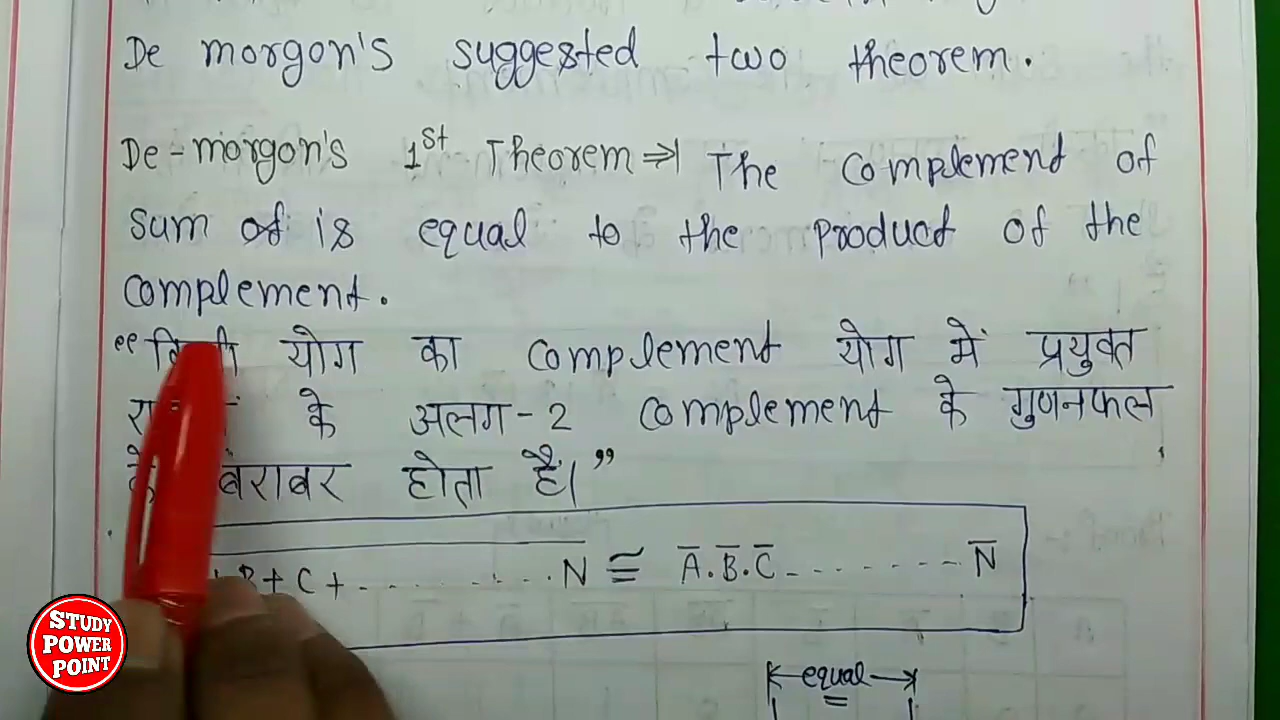 De morgon's suggested two theorem.
De-morgon's 1st Theorem ⇒ The Complement of
sum of is equal to the product of the
complement.
योग का complement योग में प्रयुक्त
के अलग-2 complement के गुणनफल
बराबर होता हैं।”
B + C + - - - - - - - N ≅ A̅.B̅.C̅ - - - - - - - N̅
equal
STUDY
POWER
POINT